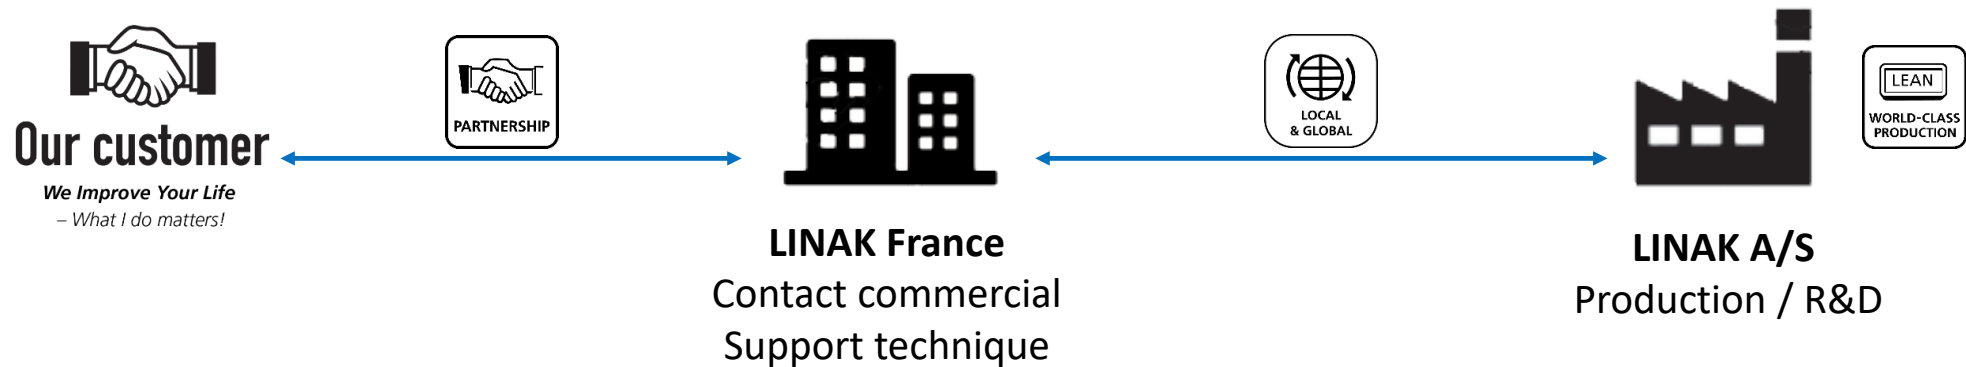 Our customer
We Improve Your Life
– What I do matters!
PARTNERSHIP
LINAK France
Contact commercial
Support technique
LOCAL
& GLOBAL
LINAK A/S
Production / R&D
LEAN
WORLD-CLASS
PRODUCTION